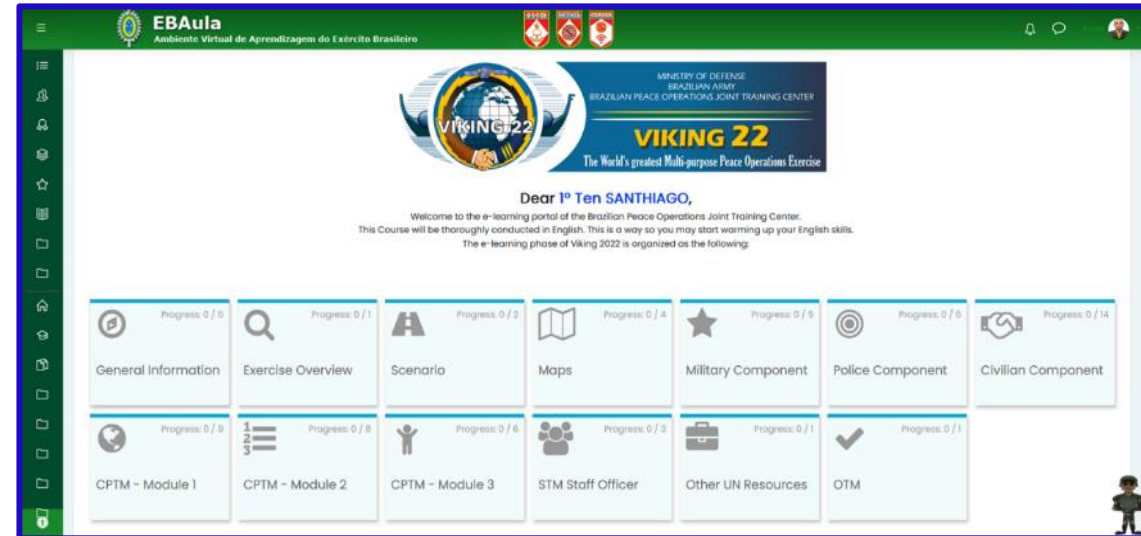 EBAula
Ambiente Virtual de Aprendizagem do Exército Brasileiro
MINISTRY OF DEFENSE
BRAZILIAN ARMY
BRAZILIAN PEACE OPERATIONS JOINT TRAINING CENTER
VIKING 22
VIKING 22
The World's greatest Multi-purpose Peace Operations Exercise
Dear 1º Ten SANTHIAGO,
Welcome to the e-learning portal of the Brazilian Peace Operations Joint Training Center.
This Course will be thoroughly conducted in English. This is a way so you may start warming up your English skills.
The e-learning phase of Viking 2022 is organized as the following:
Progress: 0 / 6
General Information
Progress: 0 / 1
Exercise Overview
Progress: 0 / 2
Scenario
Progress: 0 / 4
Maps
Progress: 0 / 9
Military Component
Progress: 0 / 6
Police Component
Progress: 0 / 14
Civilian Component
Progress: 0 / 9
CPTM - Module 1
1
2
3
Progress: 0 / 8
CPTM - Module 2
Progress: 0 / 6
CPTM - Module 3
Progress: 0 / 3
STM Staff Officer
Progress: 0 / 1
Other UN Resources
Progress: 0 / 1
OTM